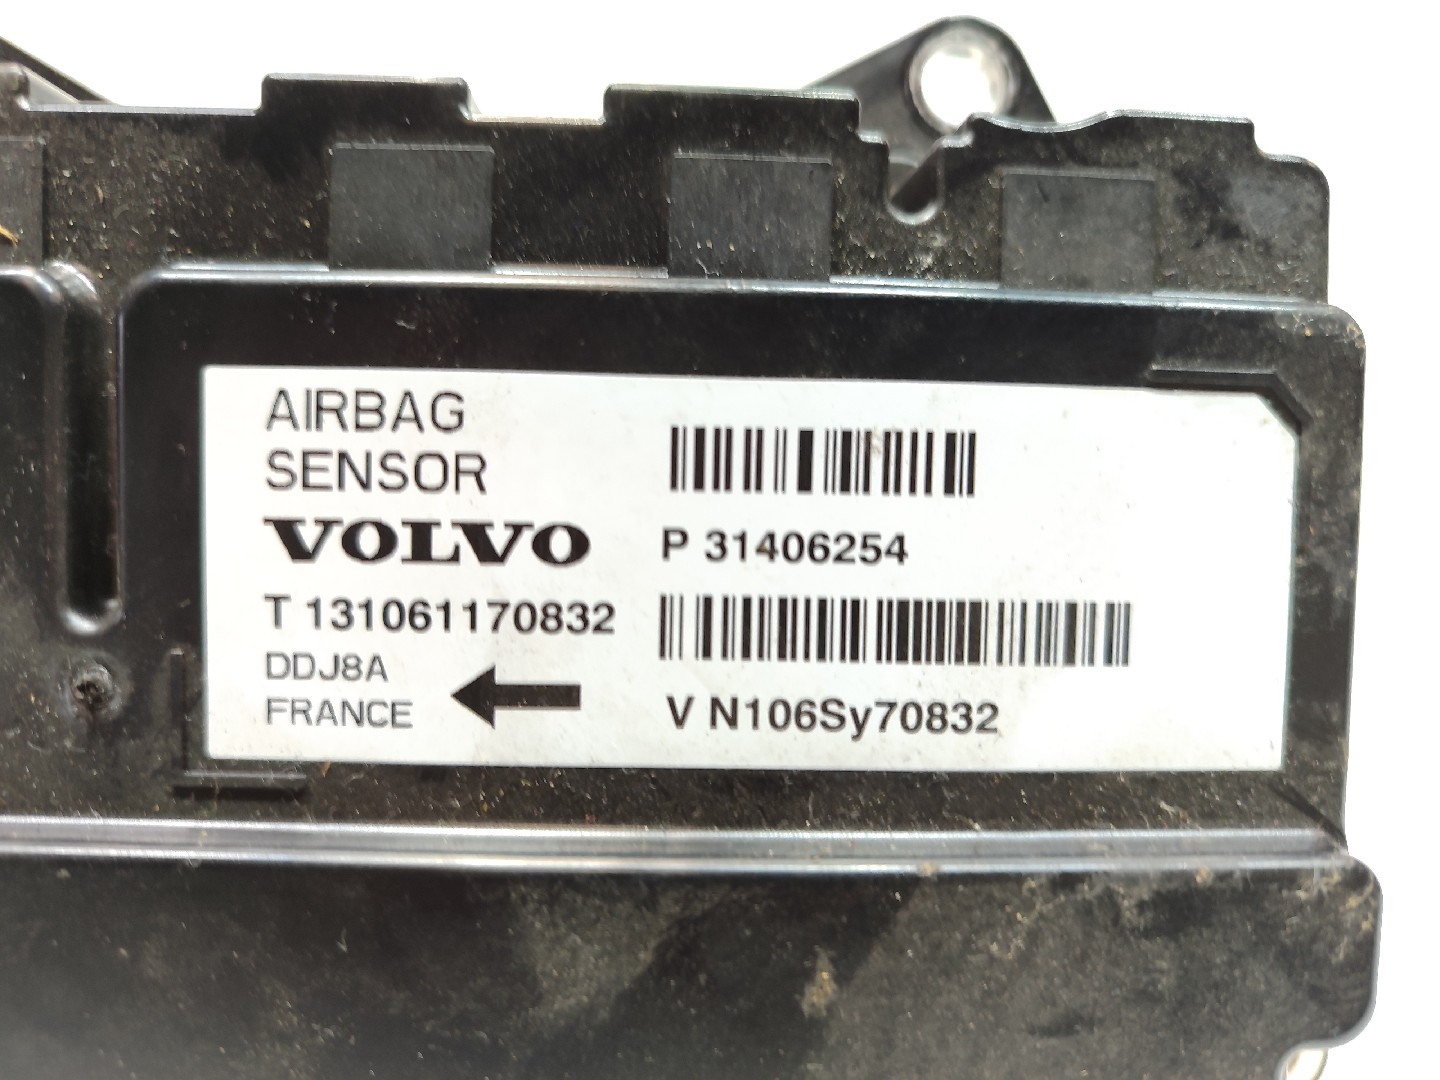 AIRBAG
SENSOR
VOLVO
P 31406254
T 131061170832
DDJ8A
FRANCE
V N106Sy70832